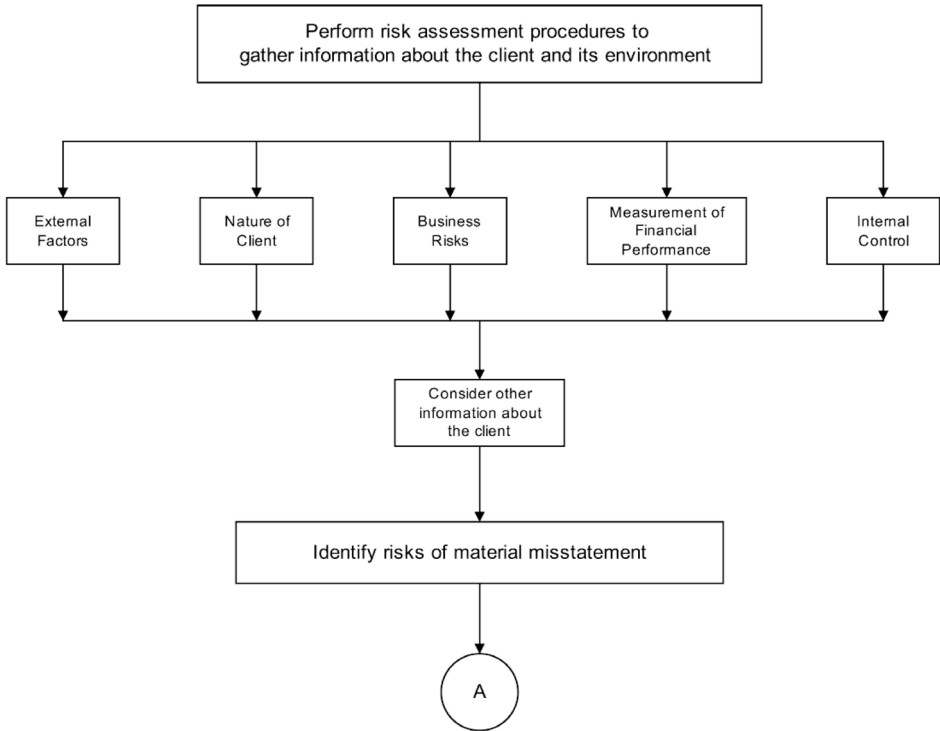 Perform risk assessment procedures to
gather information about the client and its environment
External
Factors
Nature of
Client
Business
Risks
Measurement of
Financial
Performance
Internal
Control
Consider other
information about
the client
Identify risks of material misstatement
A